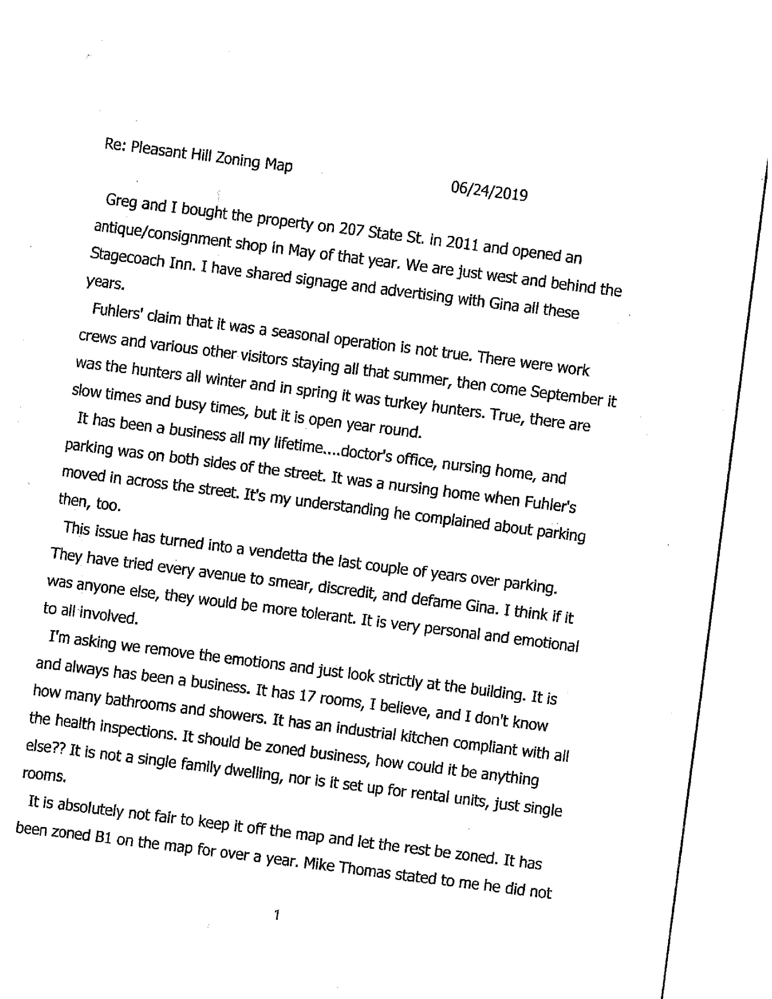 Re: Pleasant Hill Zoning Map
06/24/2019
Greg and I bought the property on 207 State St. in 2011 and opened an
antique/consignment shop in May of that year. We are just west and behind the
Stagecoach Inn. I have shared signage and advertising with Gina all these
years.
Fuhlers' claim that it was a seasonal operation is not true. There were work
crews and various other visitors staying all that summer, then come September it
was the hunters all winter and in spring it was turkey hunters. True, there are
slow times and busy times, but it is open year round.
It has been a business all my lifetime....doctor's office, nursing home, and
parking was on both sides of the street. It was a nursing home when Fuhler's
moved in across the street. It's my understanding he complained about parking
then, too.
This issue has turned into a vendetta the last couple of years over parking.
They have tried every avenue to smear, discredit, and defame Gina. I think if it
was anyone else, they would be more tolerant. It is very personal and emotional
to all involved.
I'm asking we remove the emotions and just look strictly at the building. It is
and always has been a business. It has 17 rooms, I believe, and I don't know
how many bathrooms and showers. It has an industrial kitchen compliant with all
the health inspections. It should be zoned business, how could it be anything
else?? It is not a single family dwelling, nor is it set up for rental units, just single
rooms.
It is absolutely not fair to keep it off the map and let the rest be zoned. It has
been zoned B1 on the map for over a year. Mike Thomas stated to me he did not
1